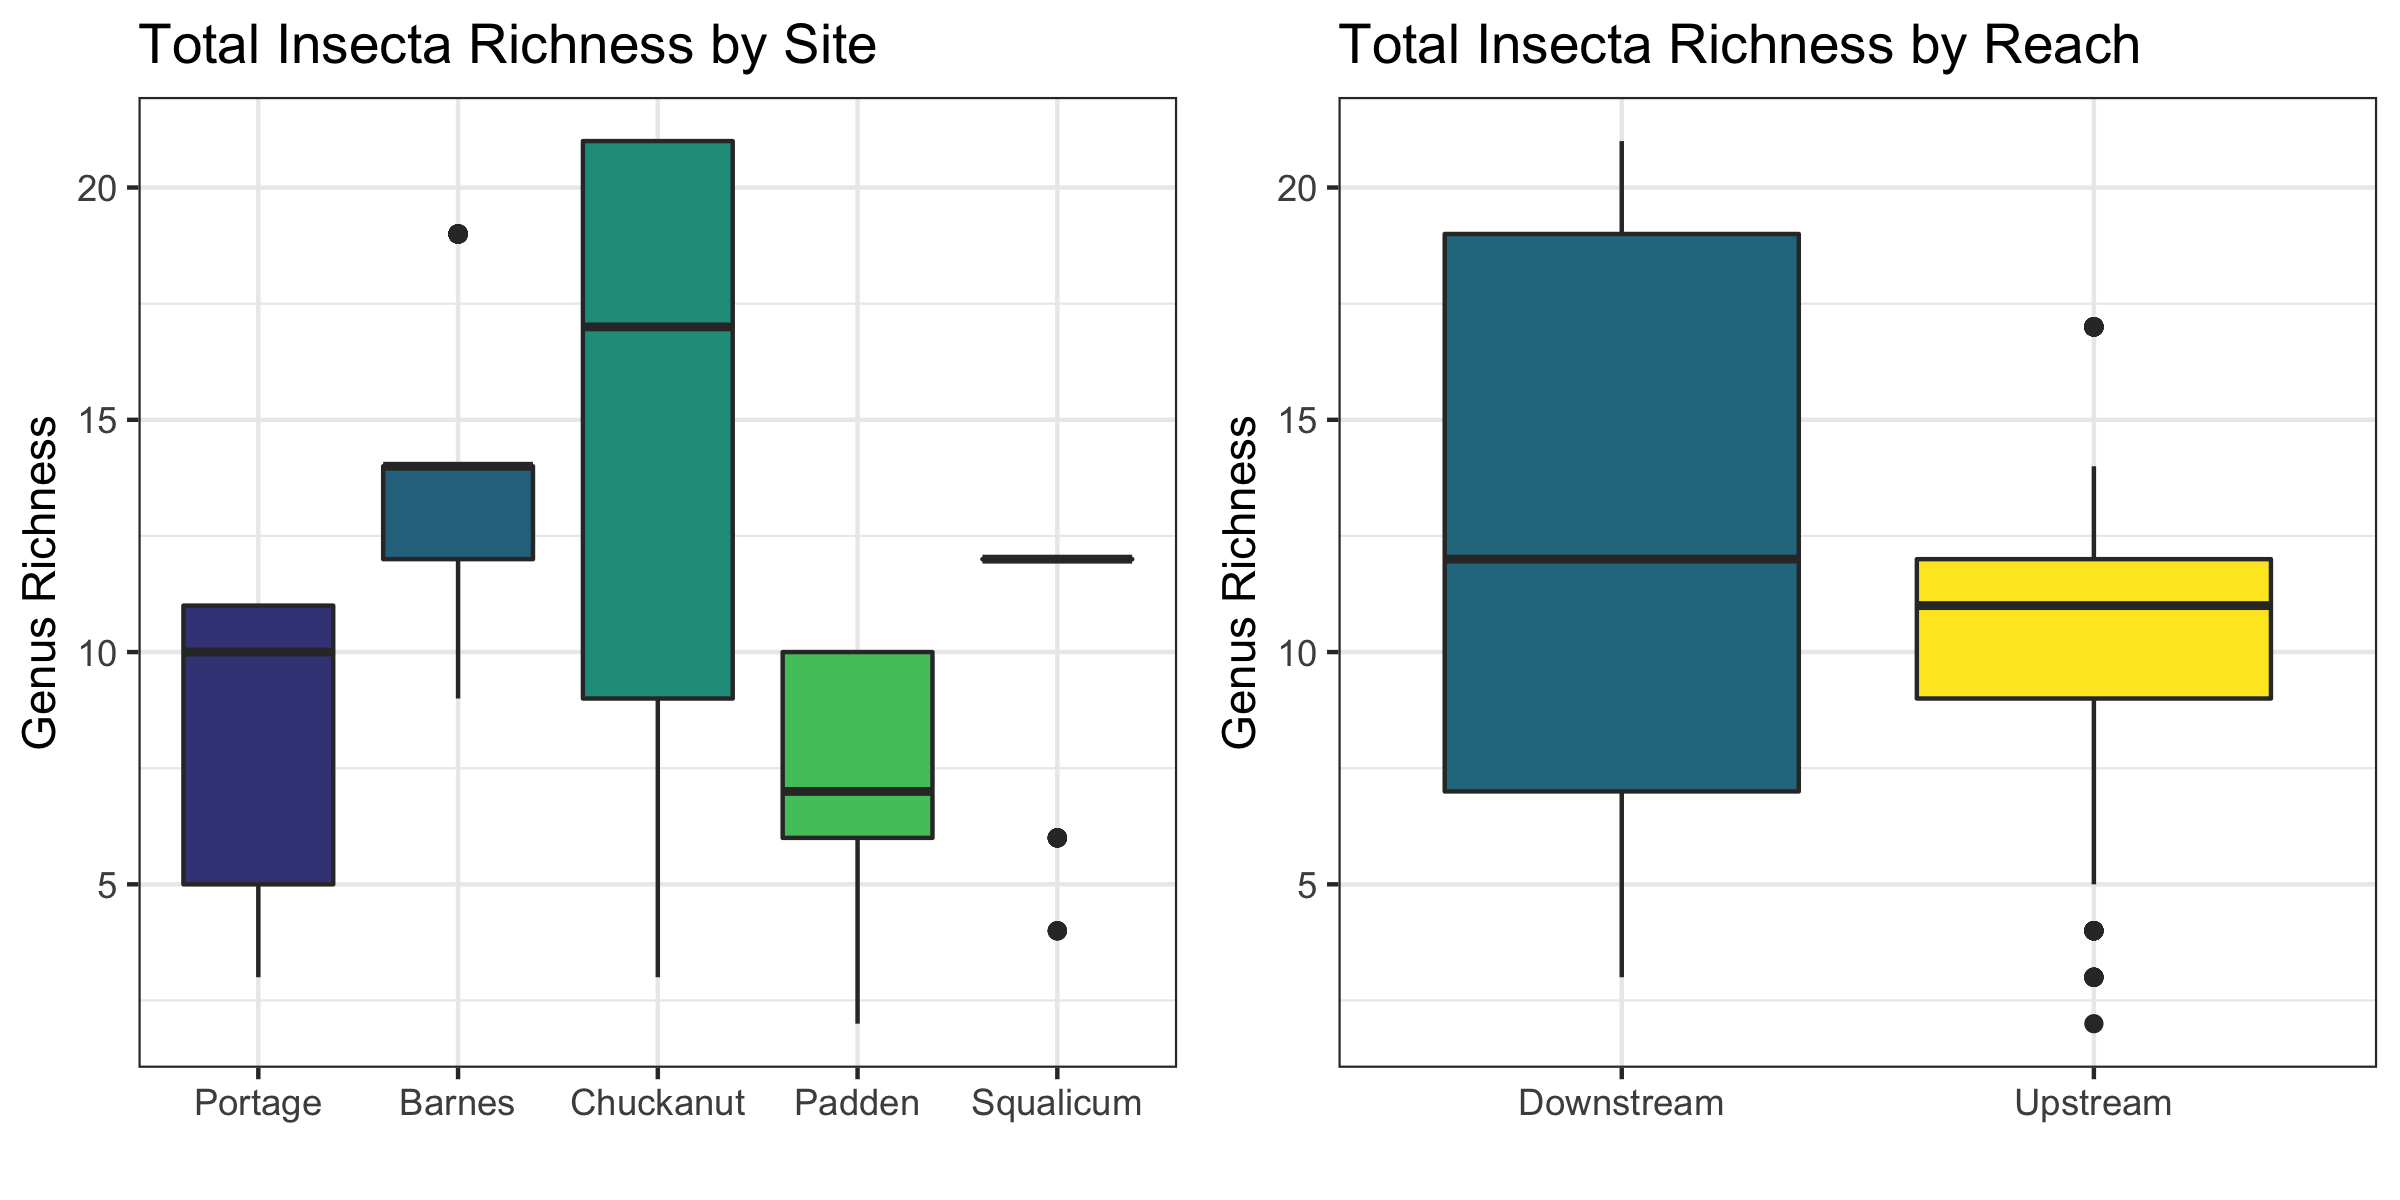 Total Insecta Richness by Site
Genus Richness
20
15
10
5
Portage Barnes Chuckanut Padden Squalicum
Total Insecta Richness by Reach
Genus Richness
20
15
10
5
Downstream Upstream